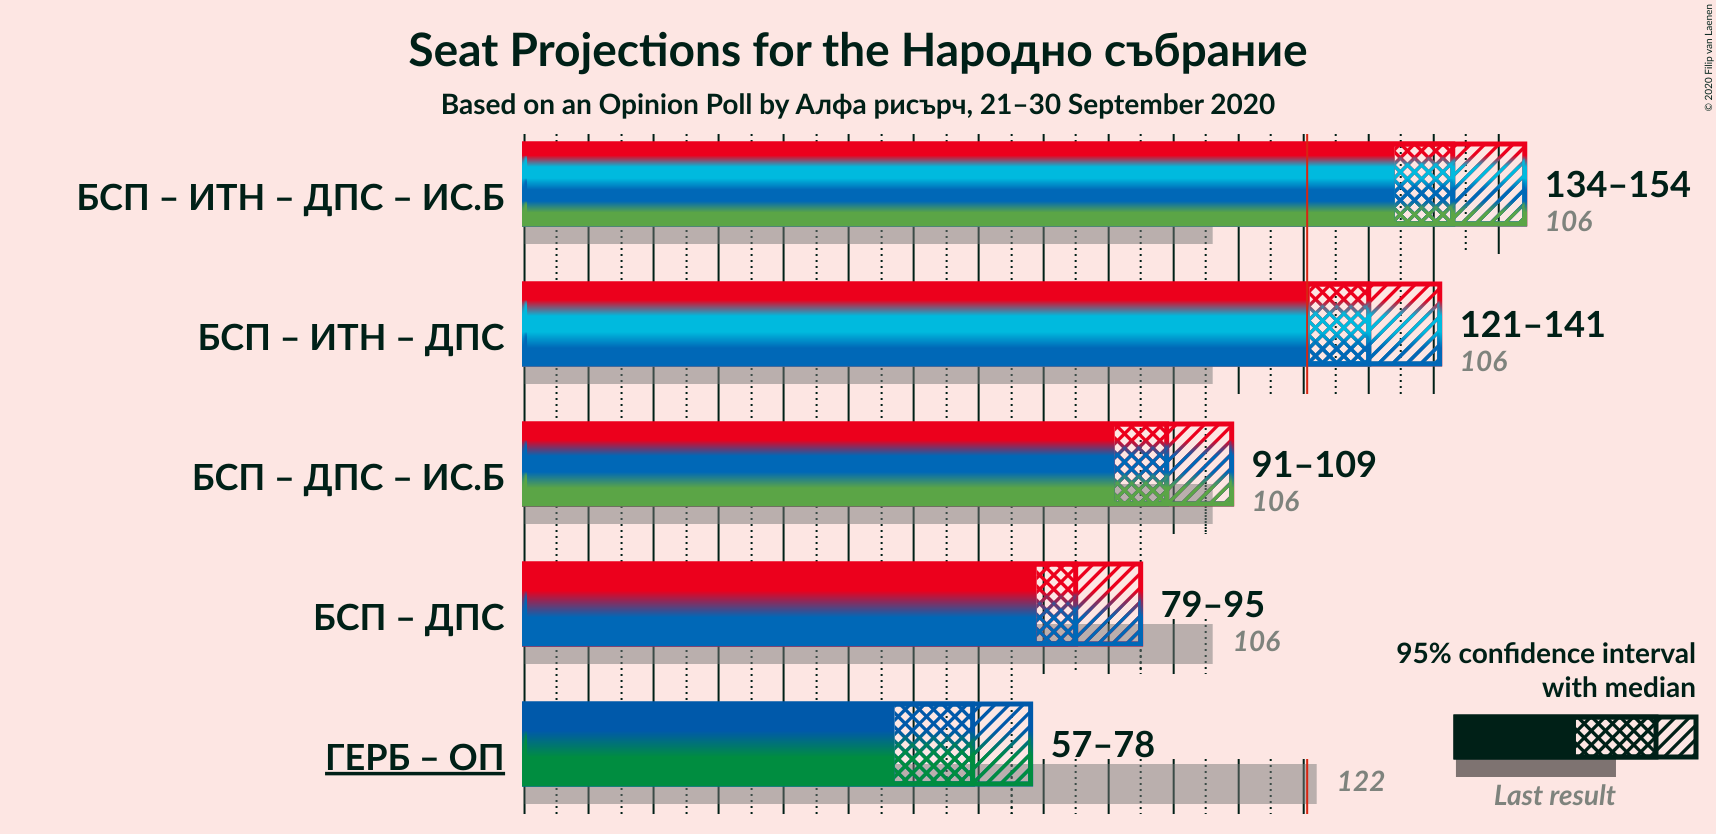 Seat Projections for the Народно събрание
Based on an Opinion Poll by Алфа рисърч, 21–30 September 2020
© 2020 Filip van Laenen
БСП – ИТН – ДПС – ИС.Б
134–154
106
БСП – ИТН – ДПС
121–141
106
БСП – ДПС – ИС.Б
91–109
106
БСП – ДПС
79–95
106
ГЕРБ – ОП
57–78
122
95% confidence interval
with median
Last result